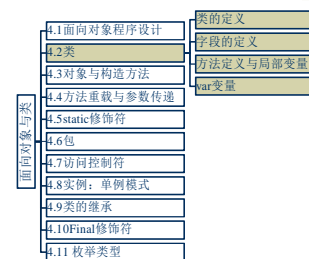 面向对象与类
4.1面向对象程序设计
4.2类
4.3对象与构造方法
4.4方法重载与参数传递
4.5static修饰符
4.6包
4.7访问控制符
4.8实例：单例模式
4.9类的继承
4.10Final修饰符
4.11 枚举类型
类的定义
字段的定义
方法定义与局部变量
var变量